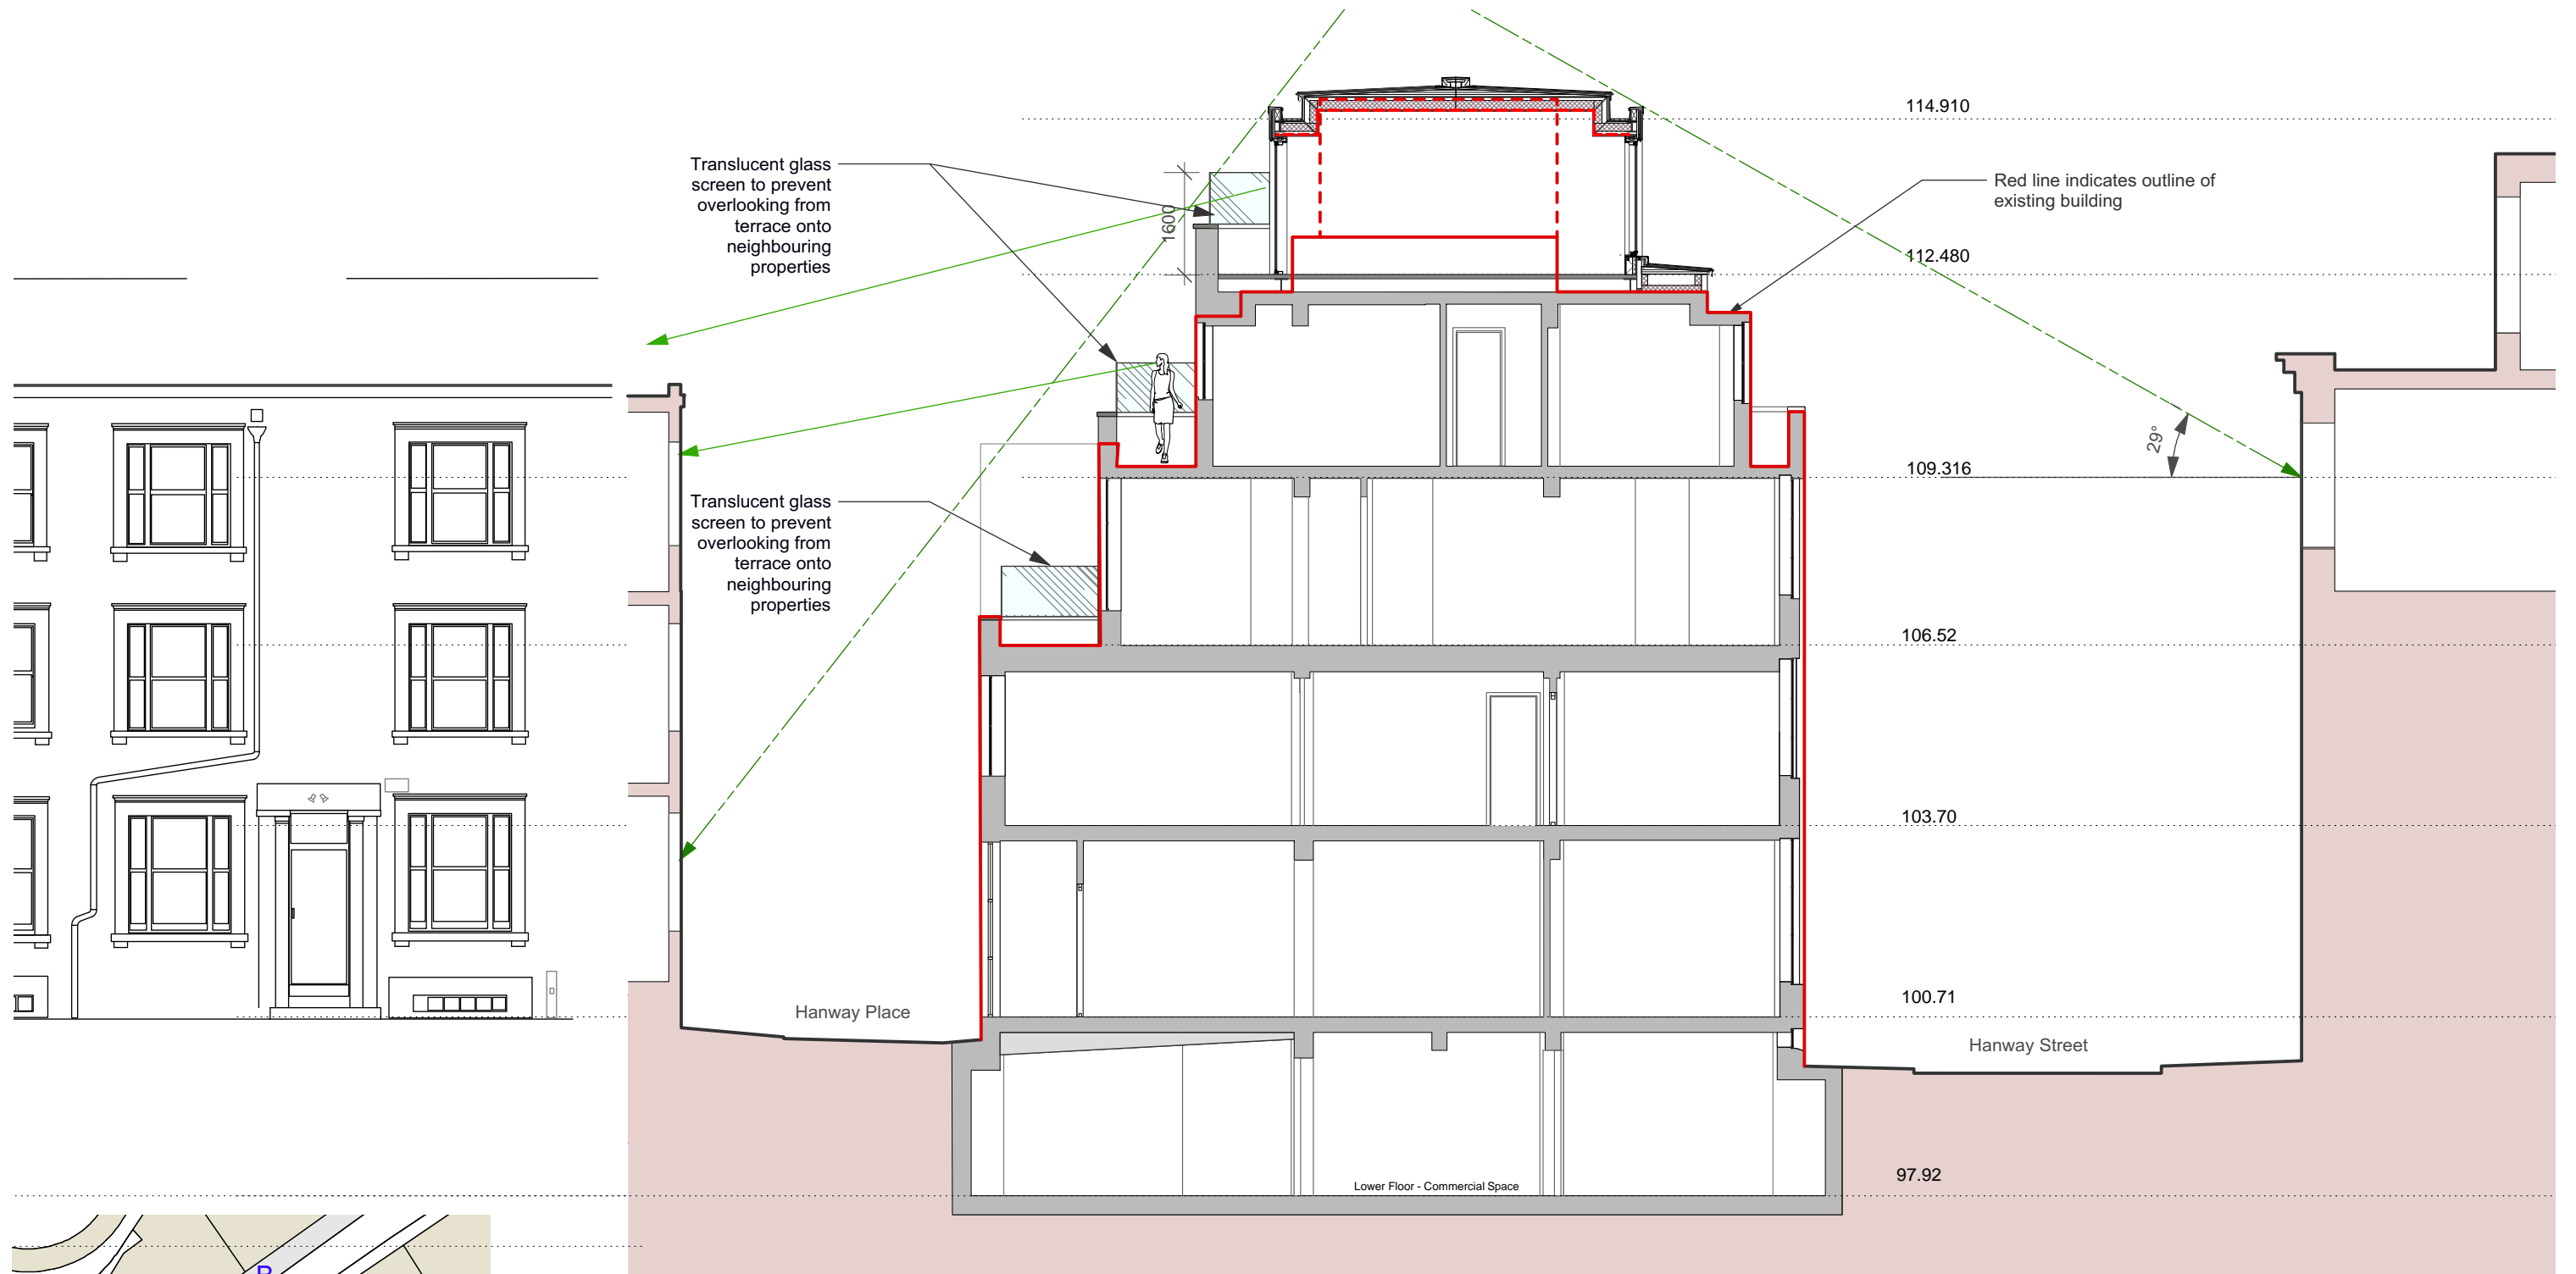 114.910
Translucent glass
screen to prevent
overlooking from
terrace onto
neighbouring
properties
Red line indicates outline of
existing building
1600
112.480
29°
109.316
Translucent glass
screen to prevent
overlooking from
terrace onto
neighbouring
properties
106.52
103.70
100.71
Hanway Place
Hanway Street
97.92
Lower Floor - Commercial Space